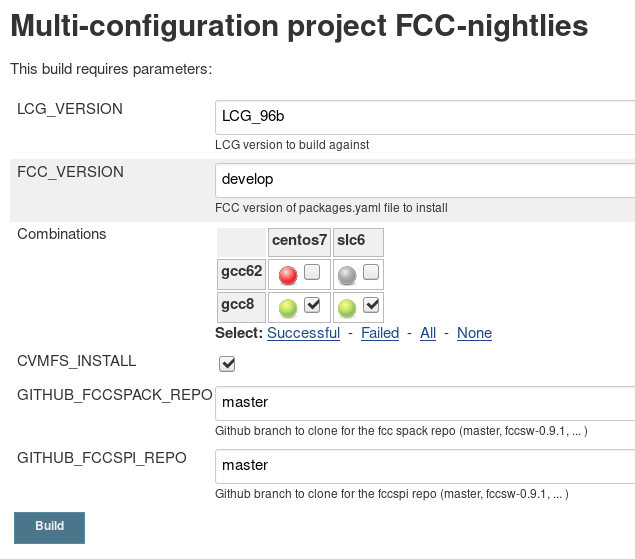 Multi-configuration project FCC-nightlies
This build requires parameters:
LCG_VERSION
LCG_96b
LCG version to build against
FCC_VERSION
develop
FCC version of packages.yaml file to install
Combinations
centos7 slc6
gcc62
gcc8
Select: Successful - Failed - All - None
CVMFS_INSTALL
GITHUB_FCCSPACK_REPO
master
Github branch to clone for the fcc spack repo (master, fccsw-0.9.1, ... )
GITHUB_FCCSPI_REPO
master
Github branch to clone for the fccspi repo (master, fccsw-0.9.1, ... )
Build